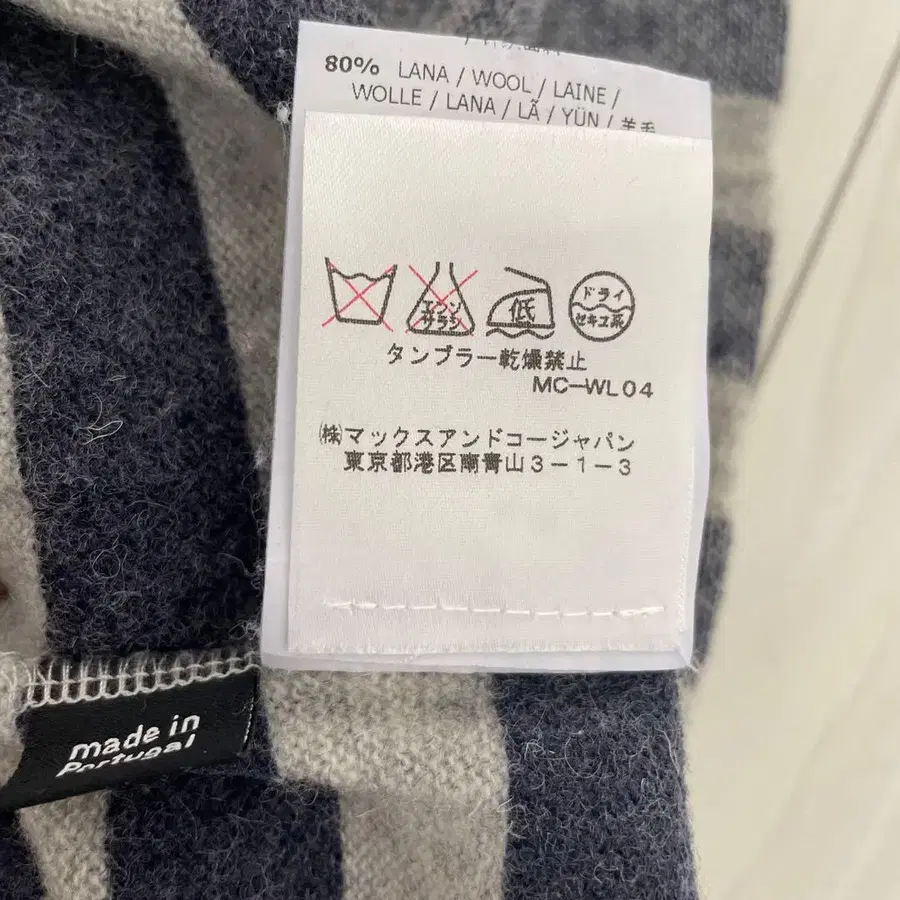 80% LANA / WOOL / LAINE /
WOLLE / LANA / LÃ / YÜN / 羊毛
エンソ
サラシ
低
ドライ
セキユ系
タンブラー乾燥禁止
MC-WL04
㈱マックスアンドコージャパン
東京都港区南青山3-1-3
made in
Portugal